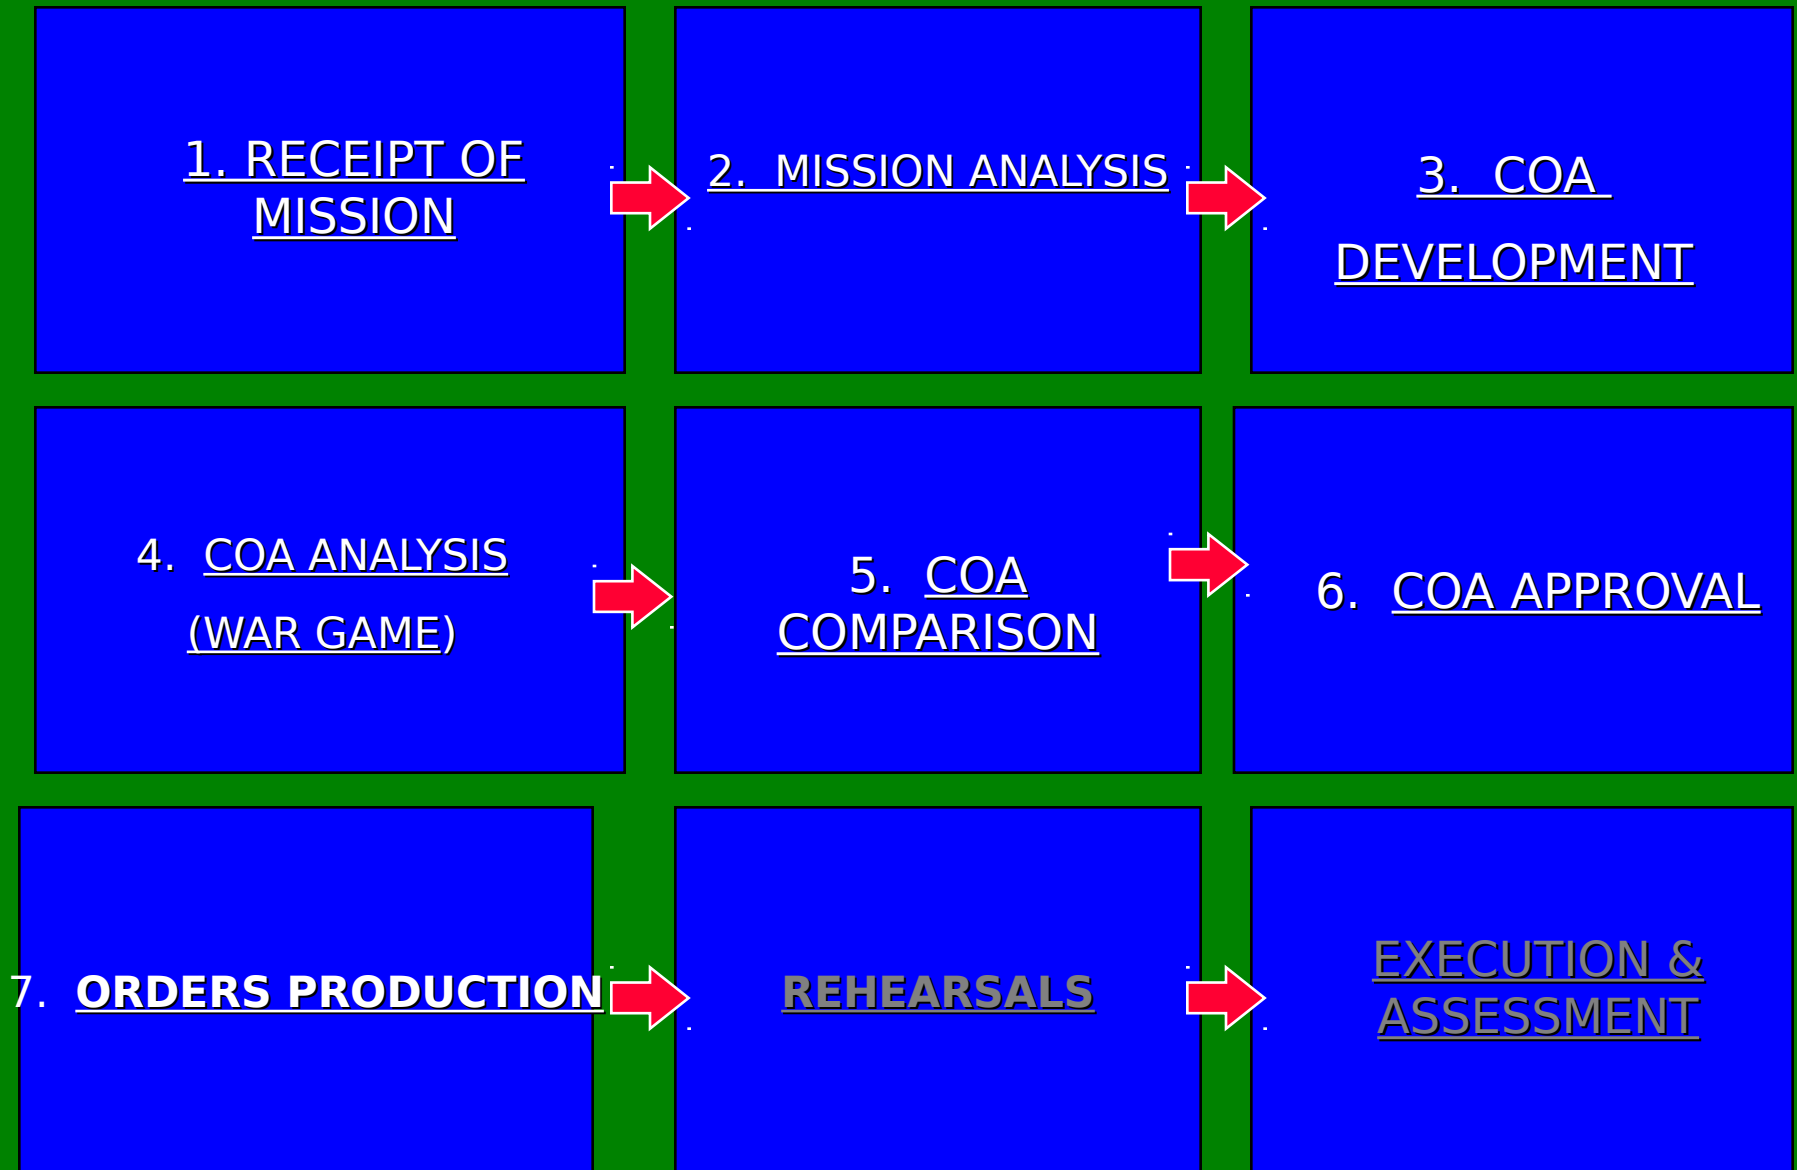 1. RECEIPT OF
MISSION
2.  MISSION ANALYSIS
3.  COA
DEVELOPMENT
4.  COA ANALYSIS
(WAR GAME)
5.  COA
COMPARISON
6.  COA APPROVAL
7.  ORDERS PRODUCTION
REHEARSALS
EXECUTION &
ASSESSMENT